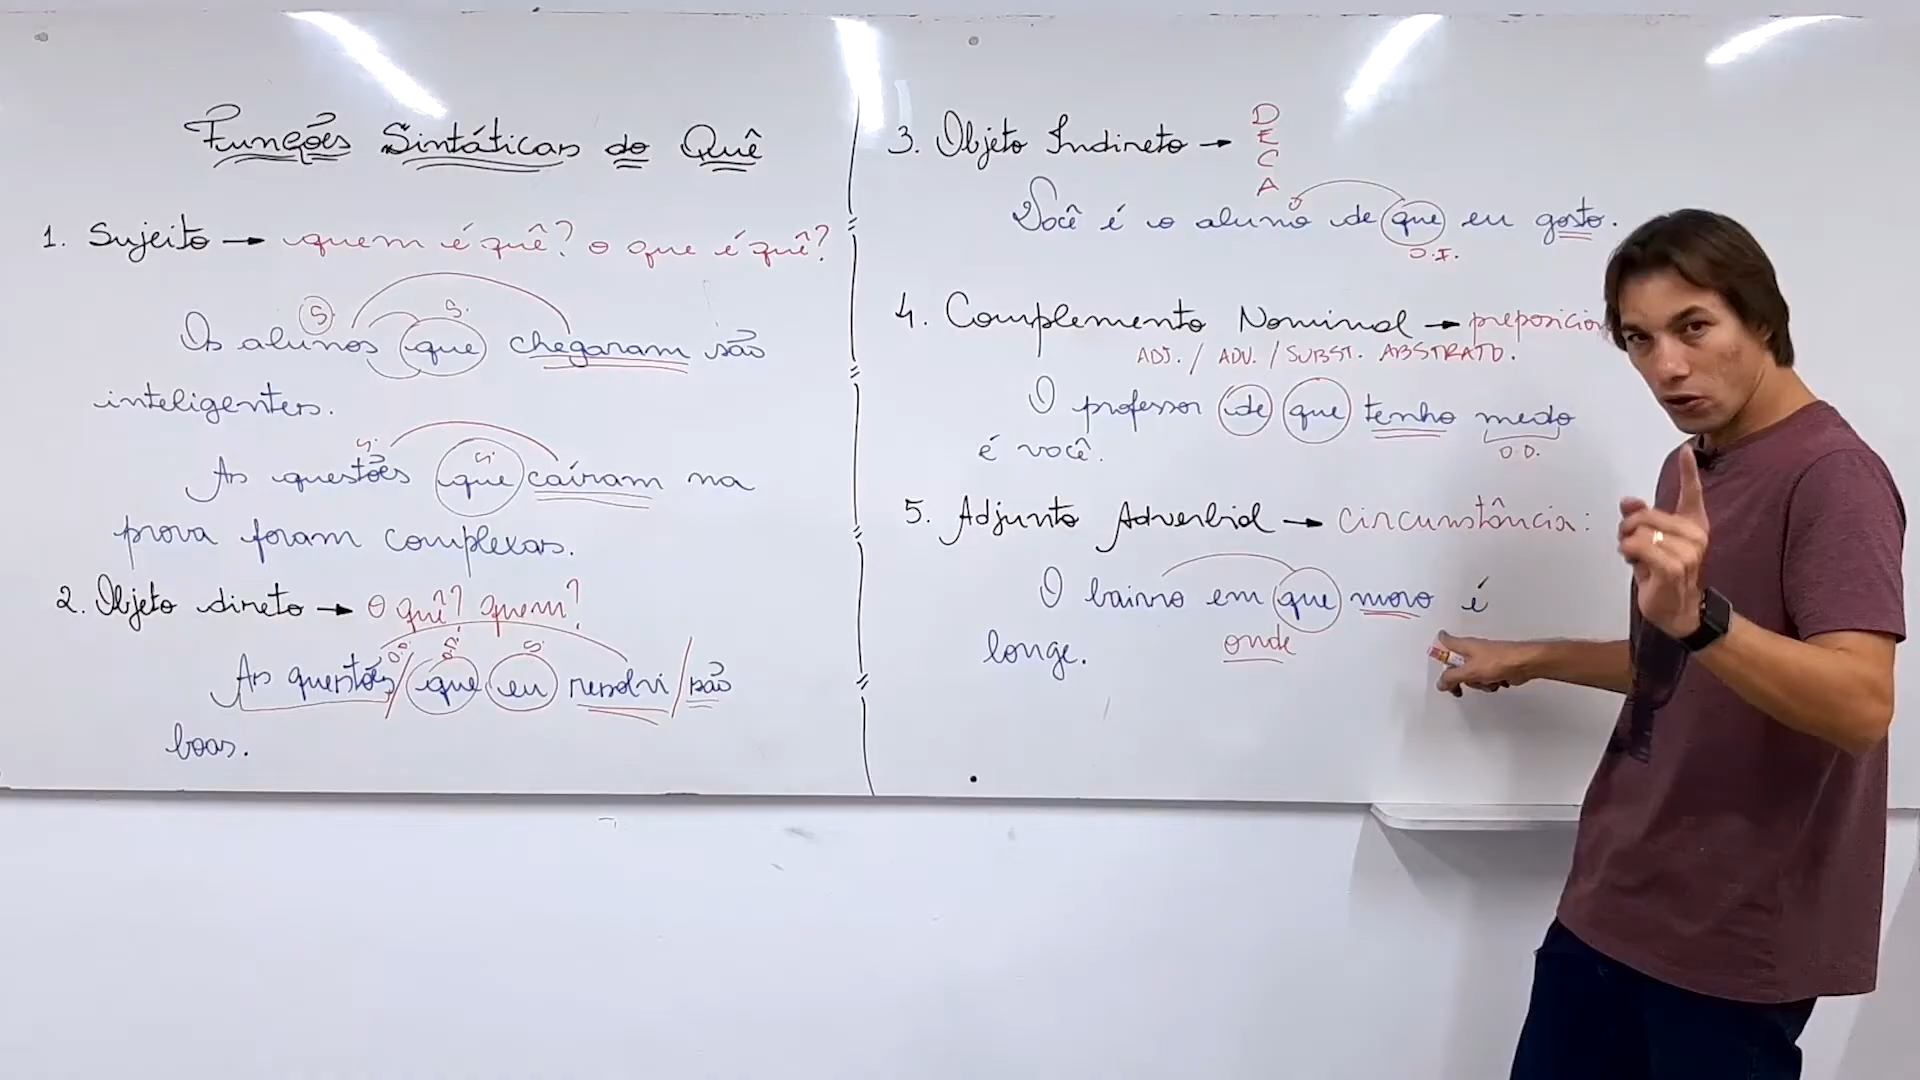 Funções Sintáticas do Quê
1. Sujeito → quem é quê? o que é quê?
S. S.
Os alunos que chegaram são
inteligentes.
S. S.
As questões que caíram na
prova foram complexas.
2. Objeto direto → O quê? quem?
O.D. O.D. S.
As questões/ que eu resolvi/são
boas.
3. Objeto Indireto →
D
E
C
A
Você é o aluno de que eu gosto.
O.I.
4. Complemento Nominal → preposicion
ADJ. / ADV. / SUBST. ABSTRATO.
O professor de que tenho medo
O.D.
é você.
5. Adjunto Adverbial → circunstância:
O bairro em que moro é
onde
longe.